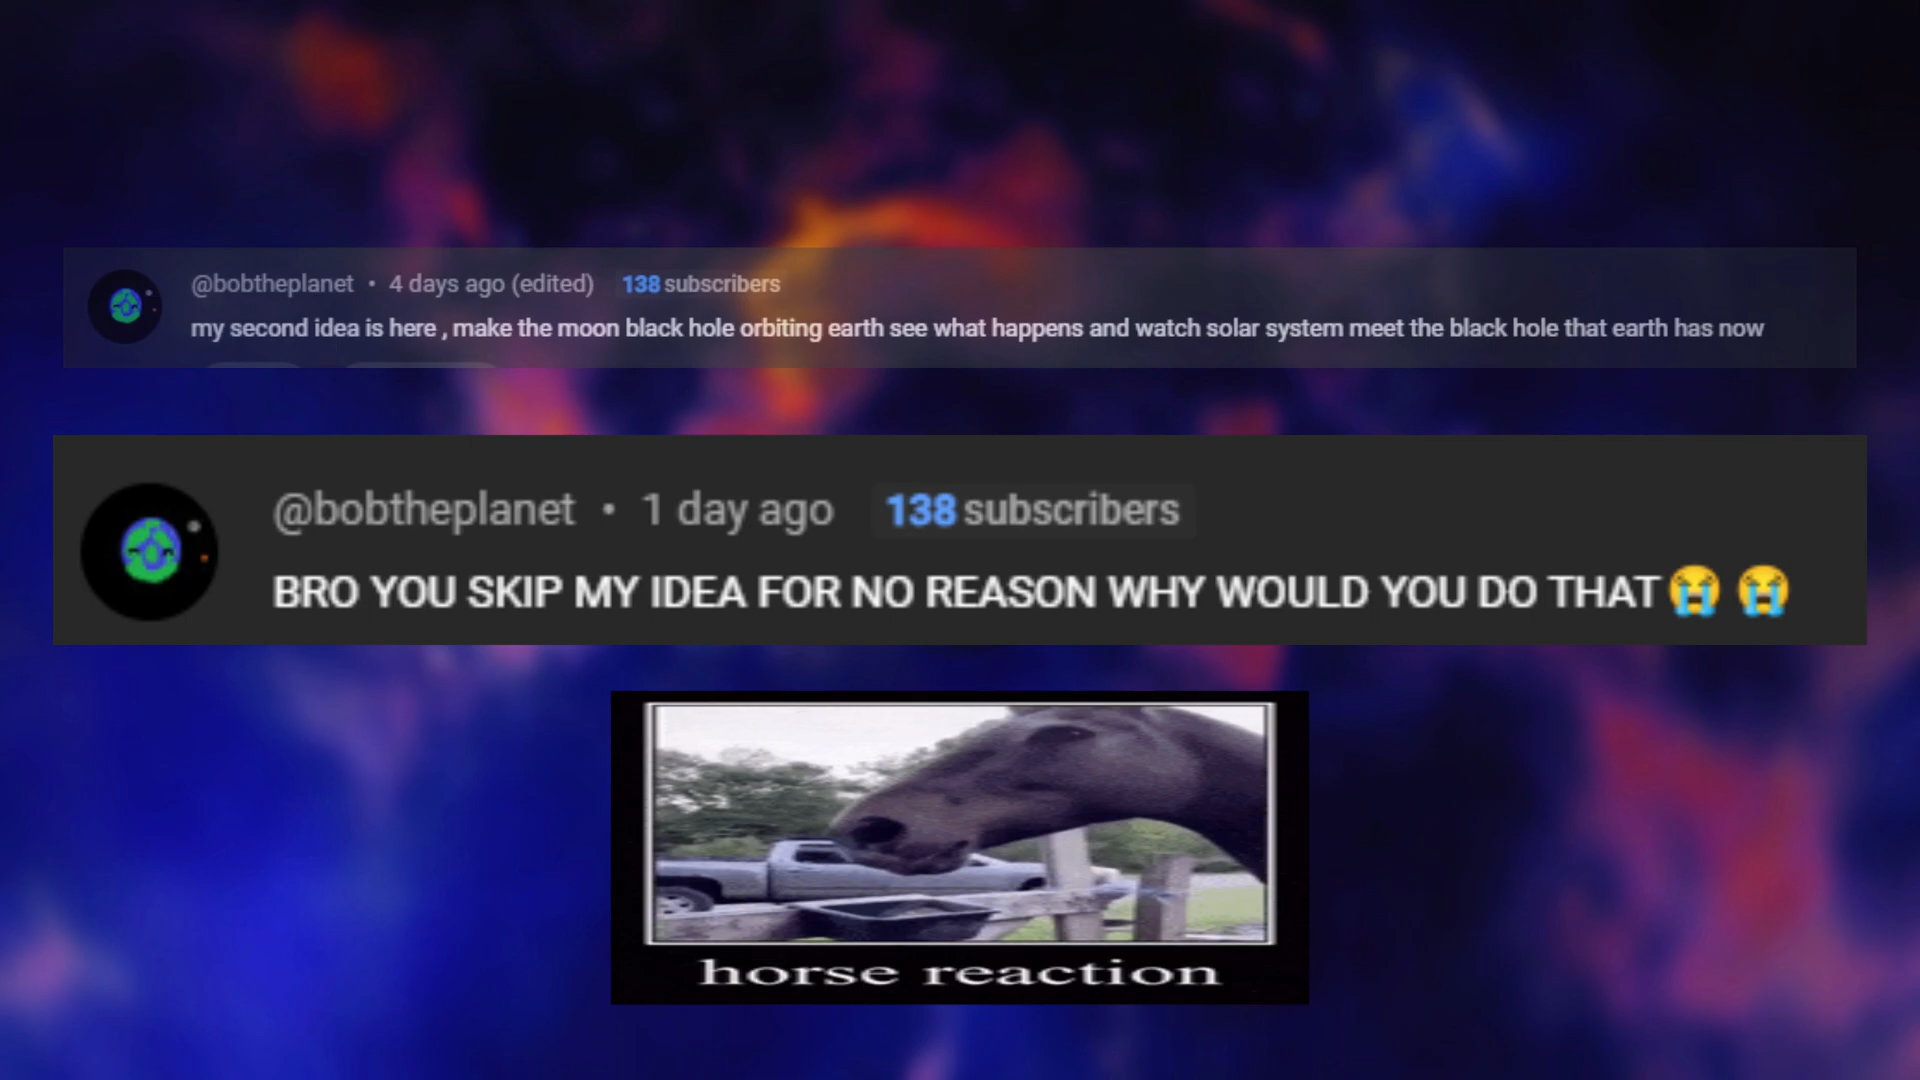 @bobtheplanet • 4 days ago (edited) 138 subscribers
my second idea is here , make the moon black hole orbiting earth see what happens and watch solar system meet the black hole that earth has now
@bobtheplanet • 1 day ago 138 subscribers
BRO YOU SKIP MY IDEA FOR NO REASON WHY WOULD YOU DO THAT😭 😭
horse reaction